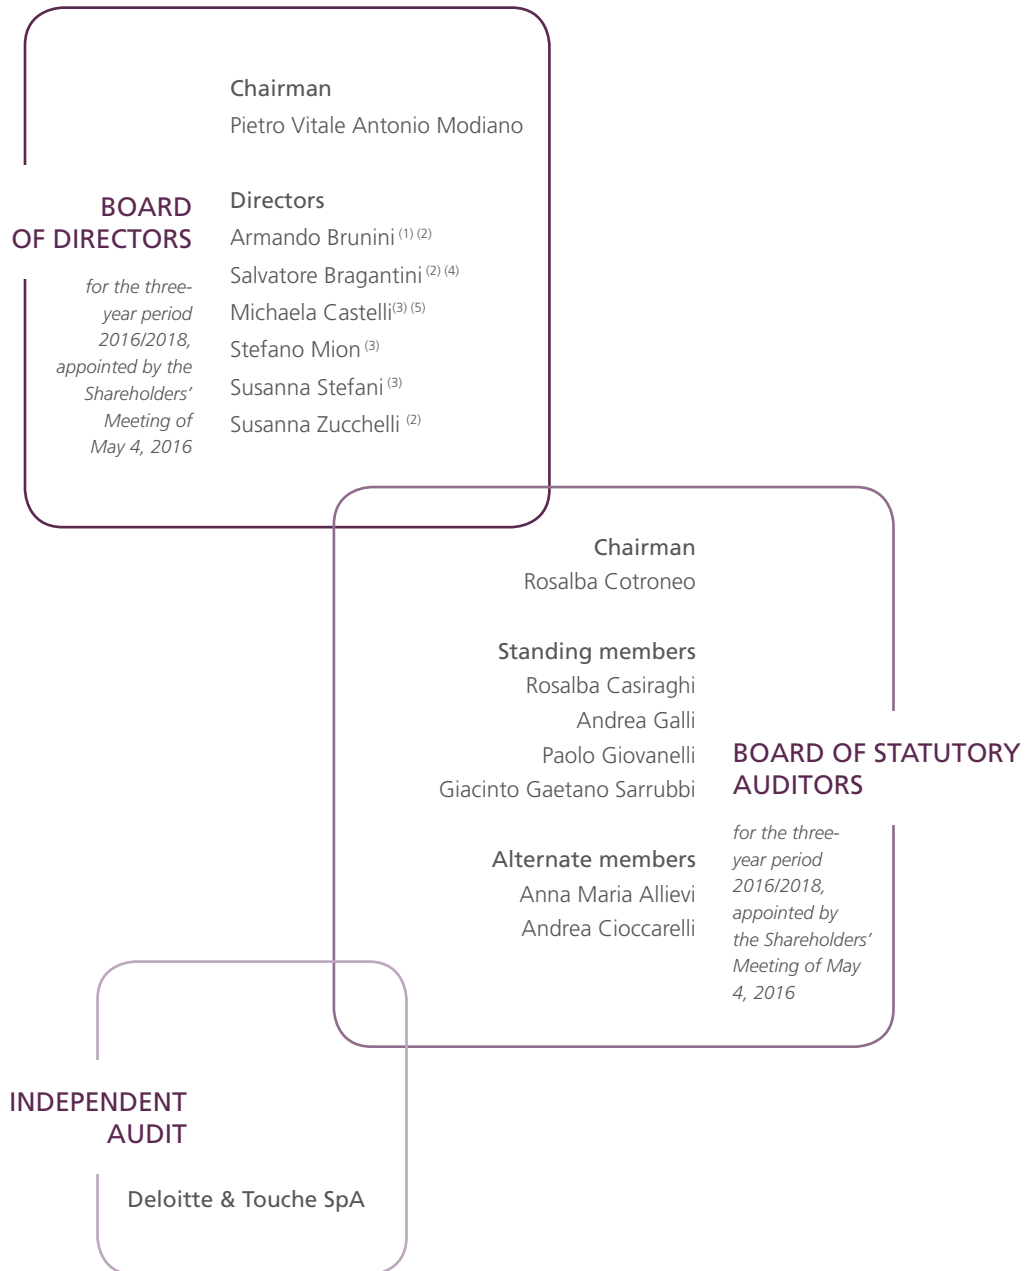 BOARD
OF DIRECTORS
for the three-
year period
2016/2018,
appointed by the
Shareholders’
Meeting of
May 4, 2016
Chairman
Pietro Vitale Antonio Modiano
Directors
Armando Brunini (1) (2)
Salvatore Bragantini (2) (4)
Michaela Castelli(3) (5)
Stefano Mion (3)
Susanna Stefani (3)
Susanna Zucchelli (2)
Chairman
Rosalba Cotroneo
Standing members
Rosalba Casiraghi
Andrea Galli
Paolo Giovanelli
Giacinto Gaetano Sarrubbi
Alternate members
Anna Maria Allievi
Andrea Cioccarelli
BOARD OF STATUTORY
AUDITORS
for the three-
year period
2016/2018,
appointed by
the Shareholders’
Meeting of May
4, 2016
INDEPENDENT
AUDIT
Deloitte & Touche SpA